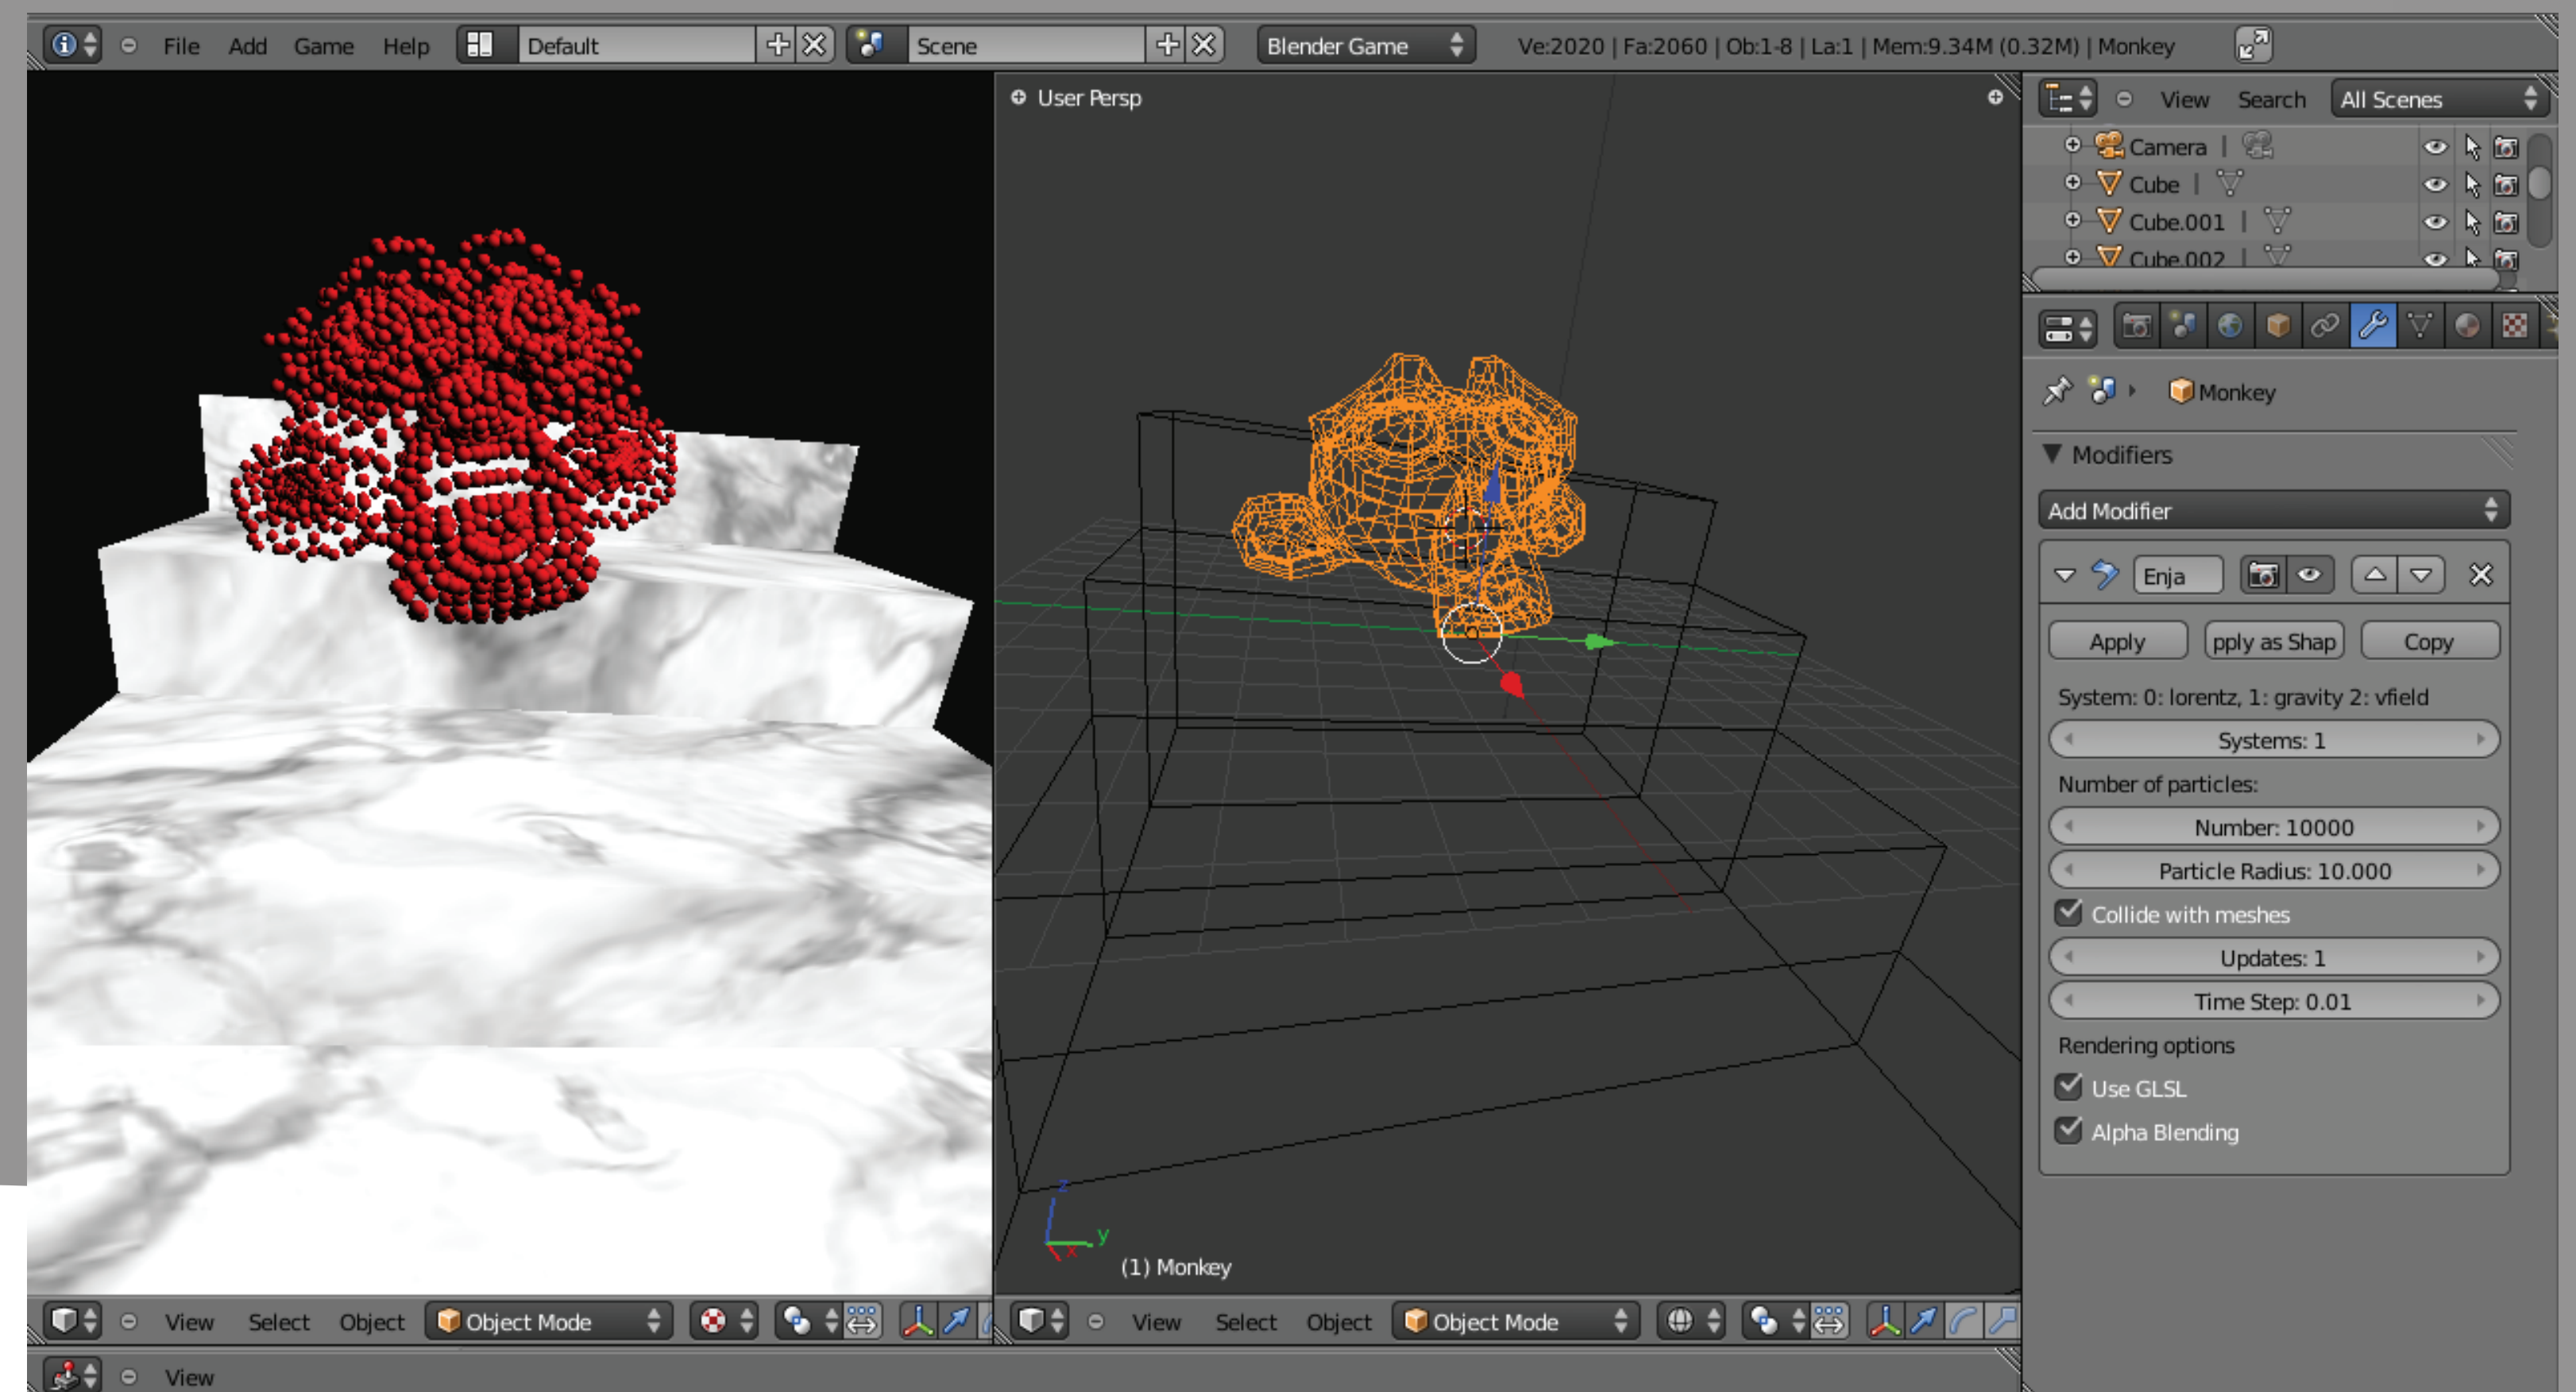 File Add Game Help Default Scene Blender Game Ve:2020 | Fa:2060 | Ob:1-8 | La:1 | Mem:9.34M (0.32M) | Monkey
User Persp
z
y
x
(1) Monkey
View Search All Scenes
Camera
Cube
Cube.001
Cube.002
Monkey
Modifiers
Add Modifier
Enja
Apply pply as Shap Copy
System: 0: lorentz, 1: gravity 2: vfield
Systems: 1
Number of particles:
Number: 10000
Particle Radius: 10.000
Collide with meshes
Updates: 1
Time Step: 0.01
Rendering options
Use GLSL
Alpha Blending
View Select Object Object Mode
View Select Object Object Mode
View